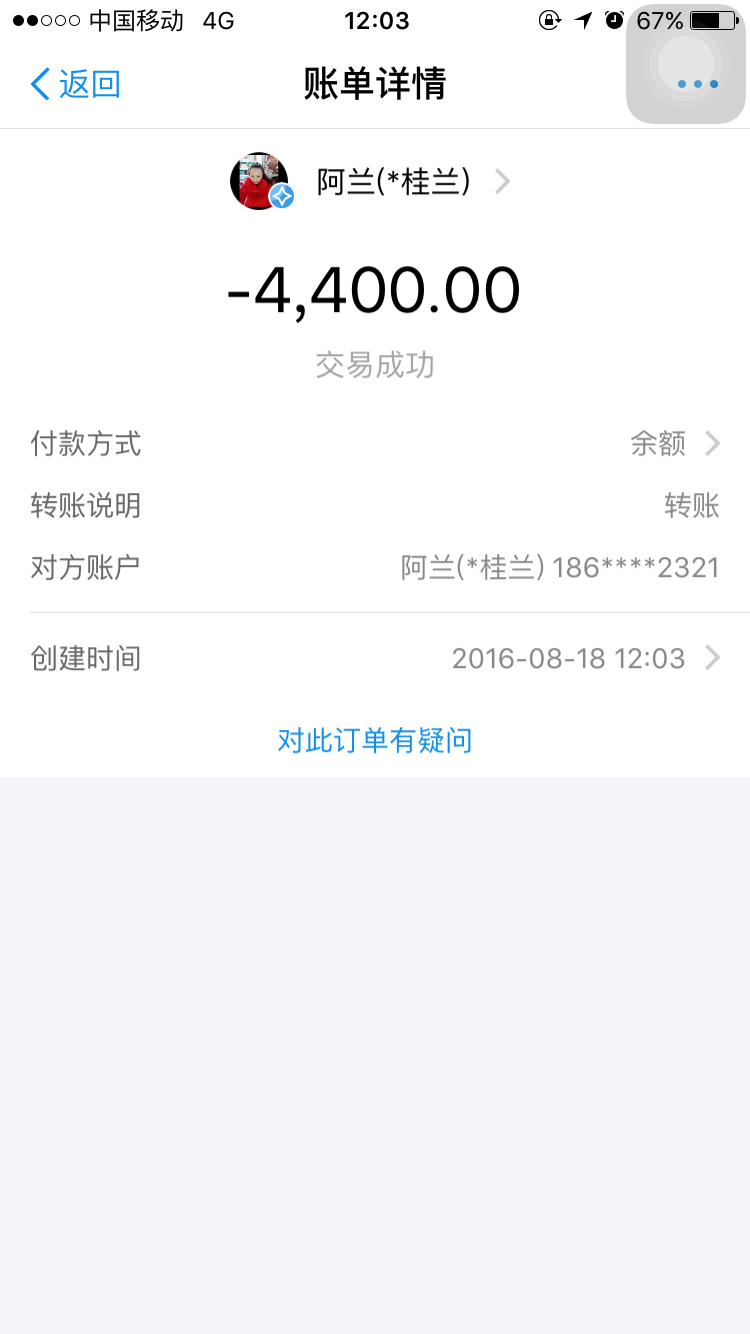 中国移动 4G 12:03 67%
返回 账单详情
阿兰(*桂兰)
-4,400.00
交易成功
付款方式 余额
转账说明 转账
对方账户 阿兰(*桂兰) 186****2321
创建时间 2016-08-18 12:03
对此订单有疑问